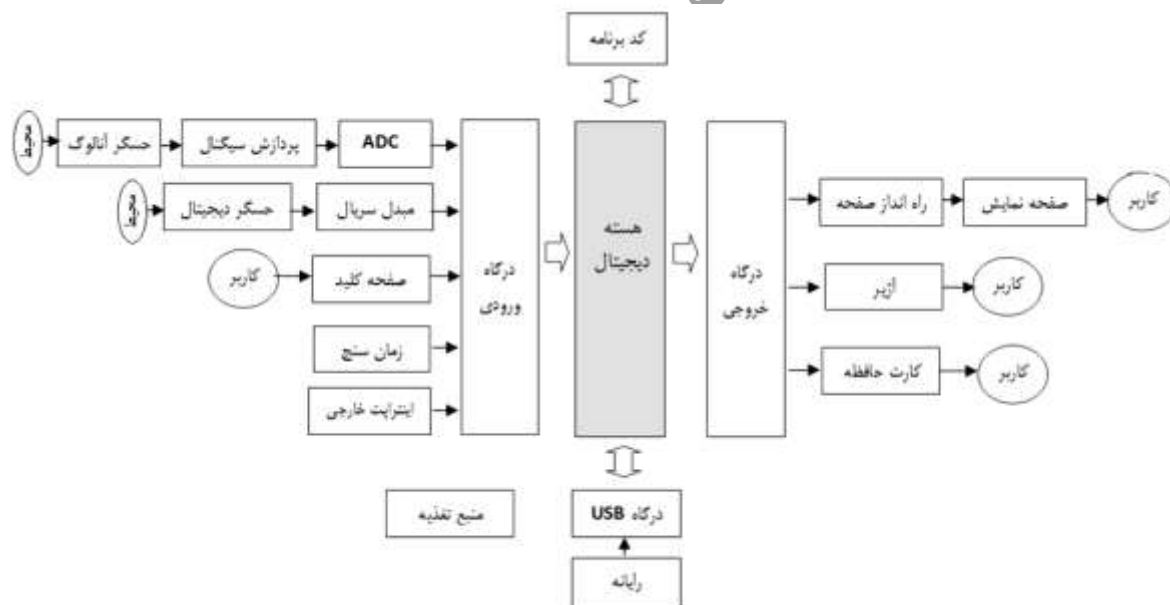 کد برنامه
محیط
حسگر آنالوگ
پردازش سیگنال
ADC
محیط
حسگر دیجیتال
مبدل سریال
کاربر
صفحه کلید
زمان سنج
اینتراپت خارجی
درگاه
ورودی
هسته
دیجیتال
درگاه
خروجی
راه انداز صفحه
صفحه نمایش
کاربر
آژیر
کاربر
کارت حافظه
کاربر
منبع تغذیه
درگاه USB
رایانه